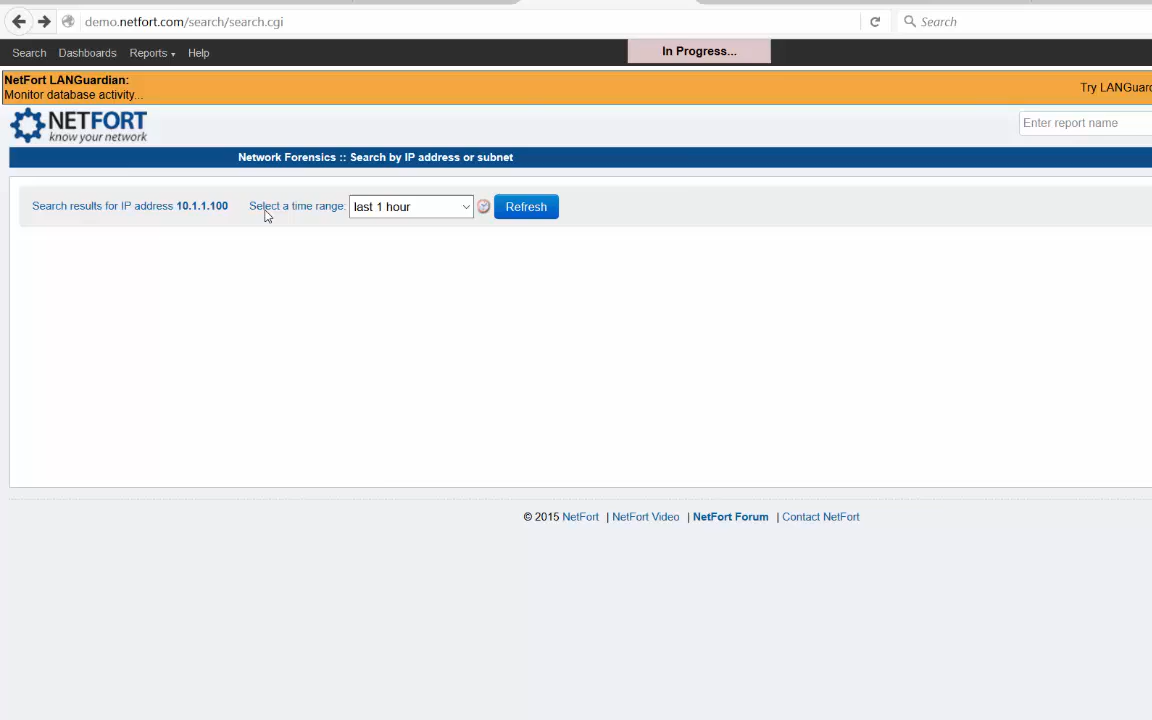 demo.netfort.com/search/search.cgi
Search
Search Dashboards Reports Help
In Progress...
NetFort LANGuardian:
Monitor database activity...
Try LANGuard
NETFORT
know your network
Enter report name
Network Forensics :: Search by IP address or subnet
Search results for IP address 10.1.1.100 Select a time range: last 1 hour Refresh
© 2015 NetFort | NetFort Video | NetFort Forum | Contact NetFort